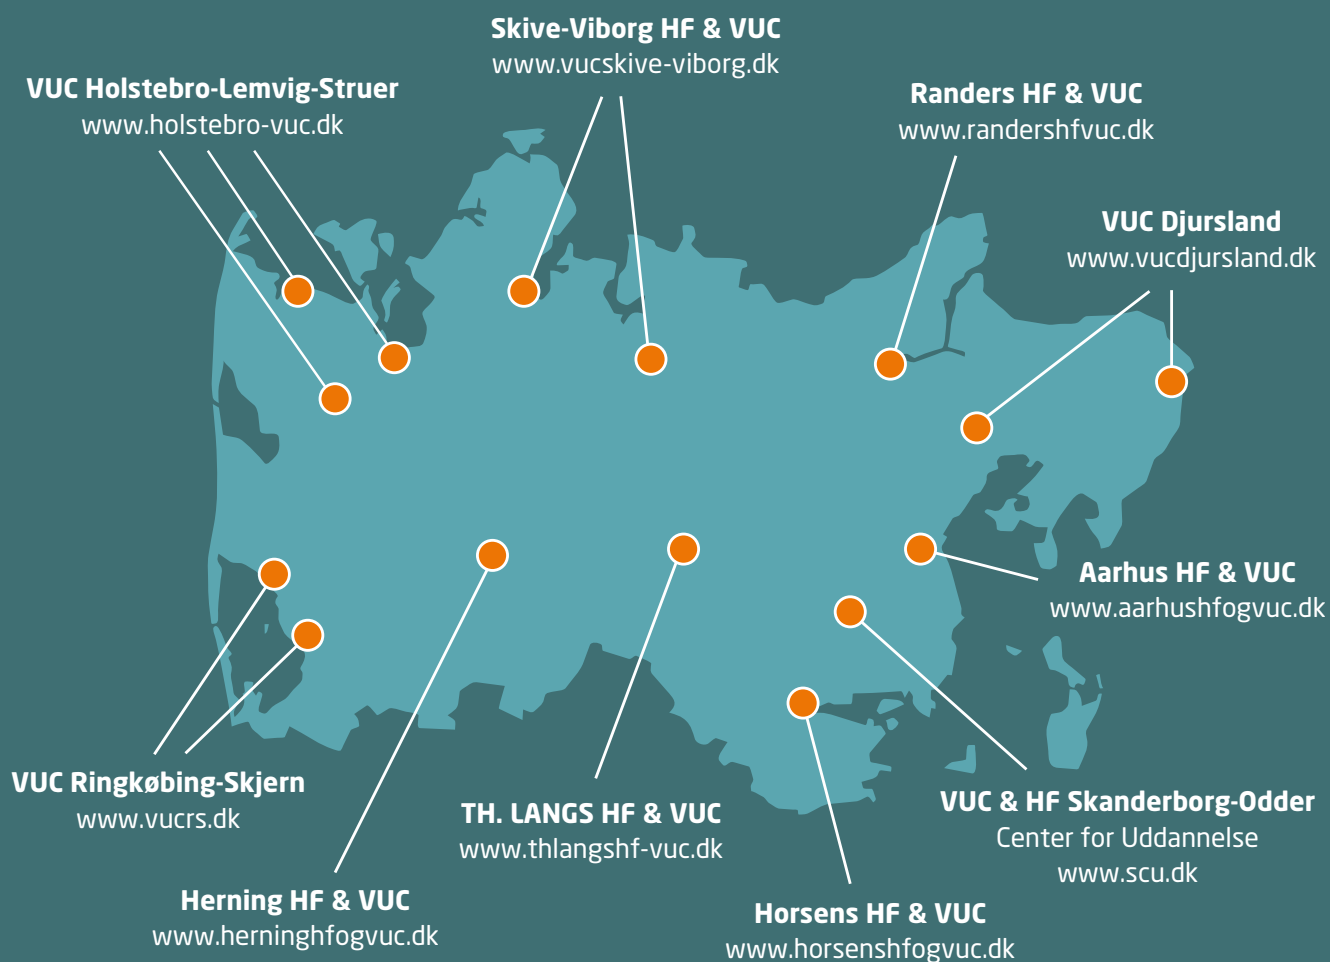 Skive-Viborg HF & VUC
www.vucskive-viborg.dk
VUC Holstebro-Lemvig-Struer
www.holstebro-vuc.dk
Randers HF & VUC
www.randershfvuc.dk
VUC Djursland
www.vucdjursland.dk
Aarhus HF & VUC
www.aarhushfogvuc.dk
VUC Ringkøbing-Skjern
www.vucrs.dk
TH. LANGS HF & VUC
www.thlangshf-vuc.dk
VUC & HF Skanderborg-Odder
Center for Uddannelse
www.scu.dk
Herning HF & VUC
www.herninghfogvuc.dk
Horsens HF & VUC
www.horsenshfogvuc.dk